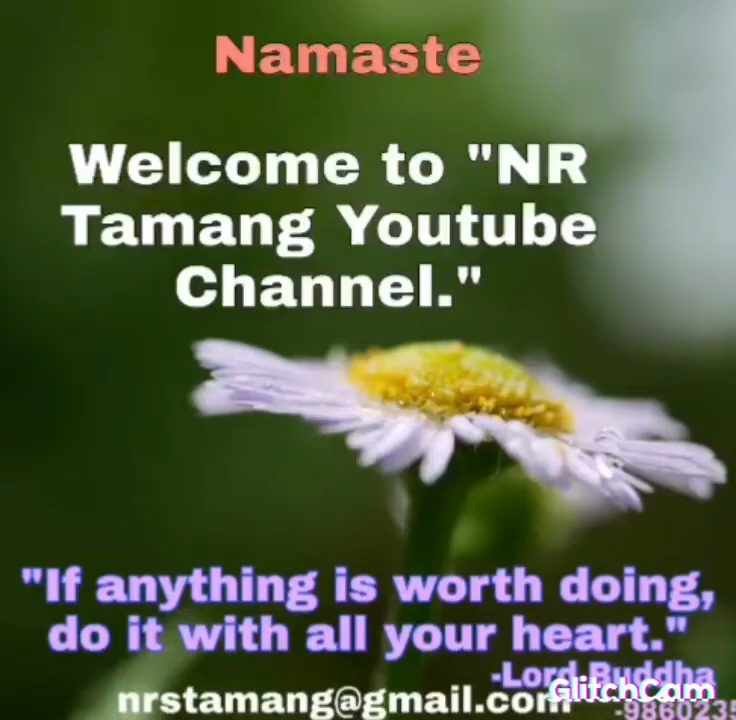 Namaste
Welcome to "NR
Tamang Youtube
Channel."
"If anything is worth doing,
do it with all your heart."
-Lord Buddha
nrstamang@gmail.com
GlitchCam